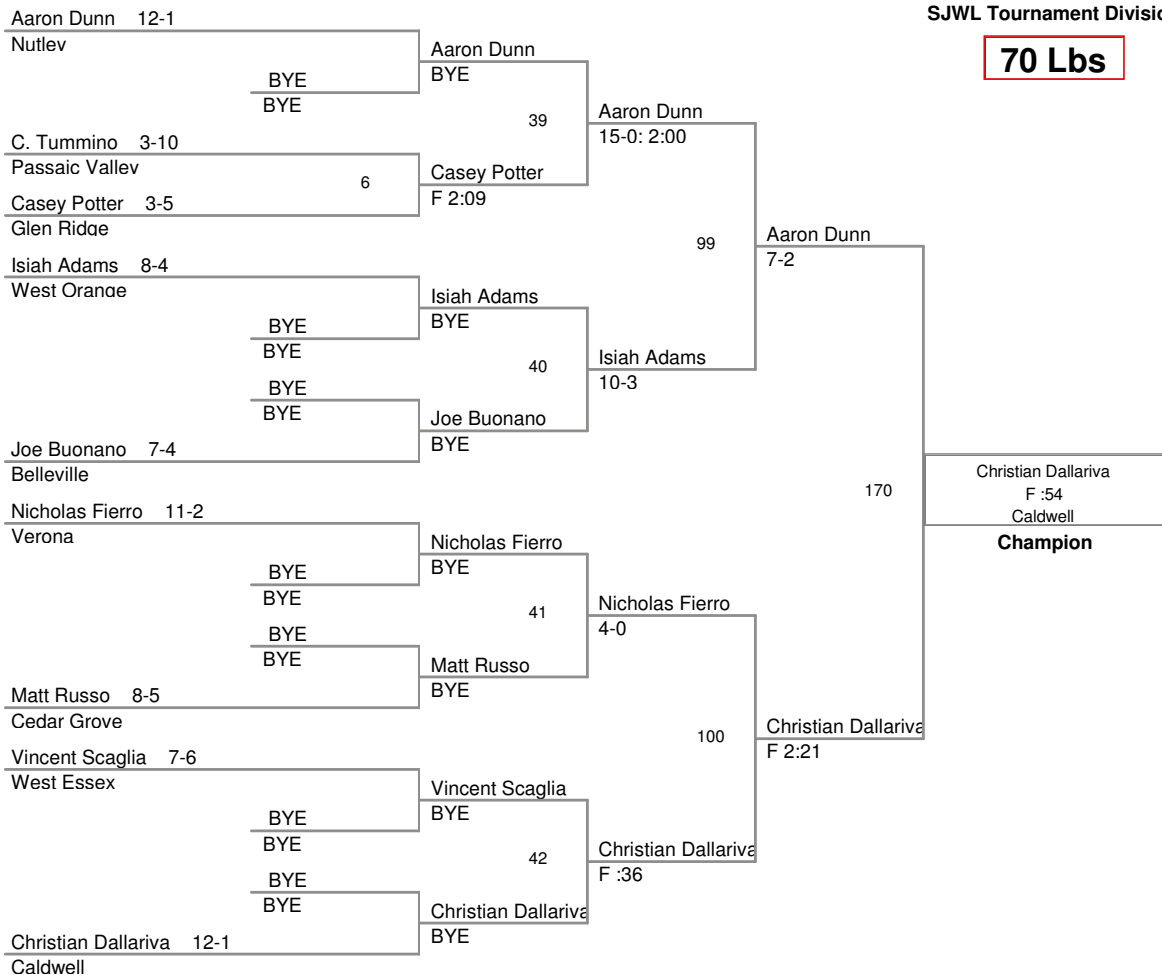 SJWL Tournament Divisio
70 Lbs
Aaron Dunn 12-1
Nutley
BYE
BYE
C. Tummino 3-10
Passaic Valley
6
Casey Potter 3-5
Glen Ridge
Isiah Adams 8-4
West Orange
BYE
BYE
BYE
BYE
Joe Buonano 7-4
Belleville
Nicholas Fierro 11-2
Verona
BYE
BYE
BYE
BYE
Matt Russo 8-5
Cedar Grove
Vincent Scaglia 7-6
West Essex
BYE
BYE
BYE
BYE
Christian Dallariva 12-1
Caldwell
Aaron Dunn
BYE
39
Casey Potter
F 2:09
Isiah Adams
BYE
40
Joe Buonano
BYE
Nicholas Fierro
BYE
41
Matt Russo
BYE
Vincent Scaglia
BYE
42
Christian Dallariva
BYE
Aaron Dunn
15-0: 2:00
99
Isiah Adams
10-3
Nicholas Fierro
4-0
100
Christian Dallariva
F :36
Aaron Dunn
7-2
170
Christian Dallariva
F 2:21
Christian Dallariva
F :54
Caldwell
Champion